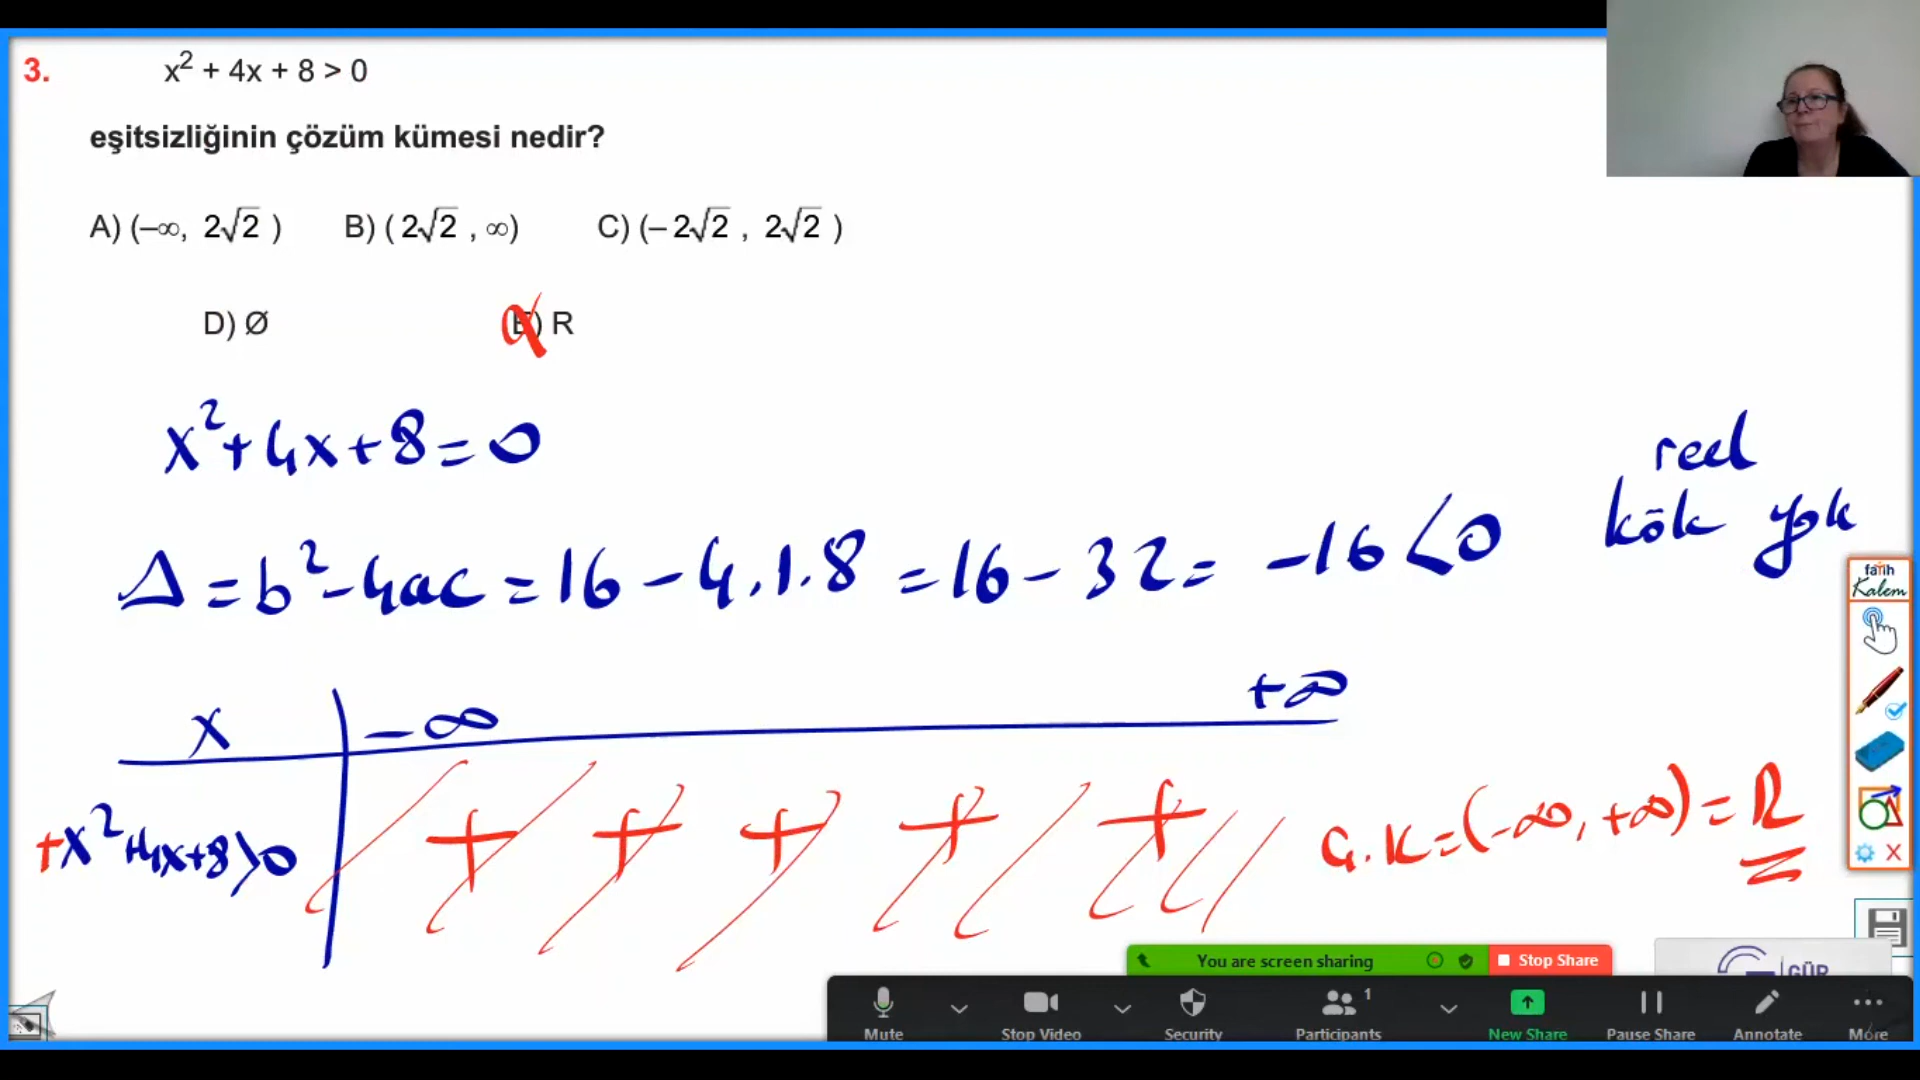 3. x² + 4x + 8 > 0
eşitsizliğinin çözüm kümesi nedir?
A) (–∞, 2√2 ) B) ( 2√2 , ∞) C) (– 2√2 , 2√2 )
D) Ø E) R
x²+4x+8=0
reel
kök yok
Δ=b²-4ac=16-4.1.8=16-32=-16<0
x -∞ +∞
+x²+4x+8>0 + + + + + Ç.K=(-∞,+∞)=R
fatih
Kalem
GÜR
You are screen sharing Stop Share
1
Mute Stop Video Security Participants New Share Pause Share Annotate More